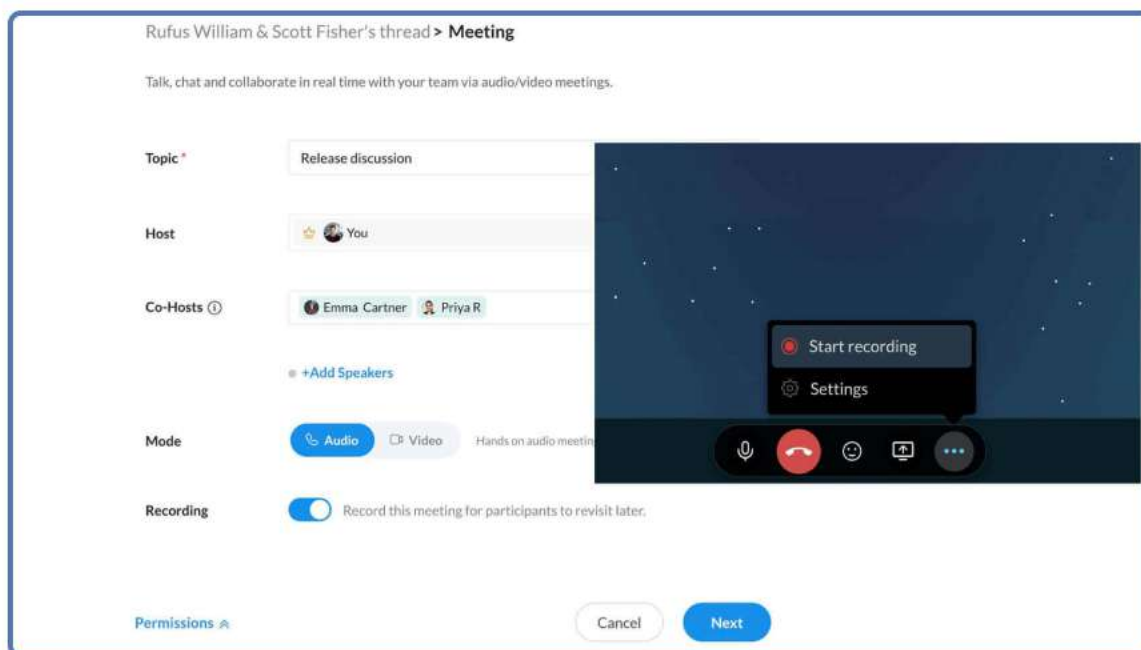 Rufus William & Scott Fisher's thread > Meeting
Talk, chat and collaborate in real time with your team via audio/video meetings.
Topic *
Release discussion
Host
You
Co-Hosts
Emma Cartner
Priya R
+Add Speakers
Mode
Audio
Video
Hands on audio meetin
Recording
Record this meeting for participants to revisit later.
Start recording
Settings
Permissions
Cancel
Next